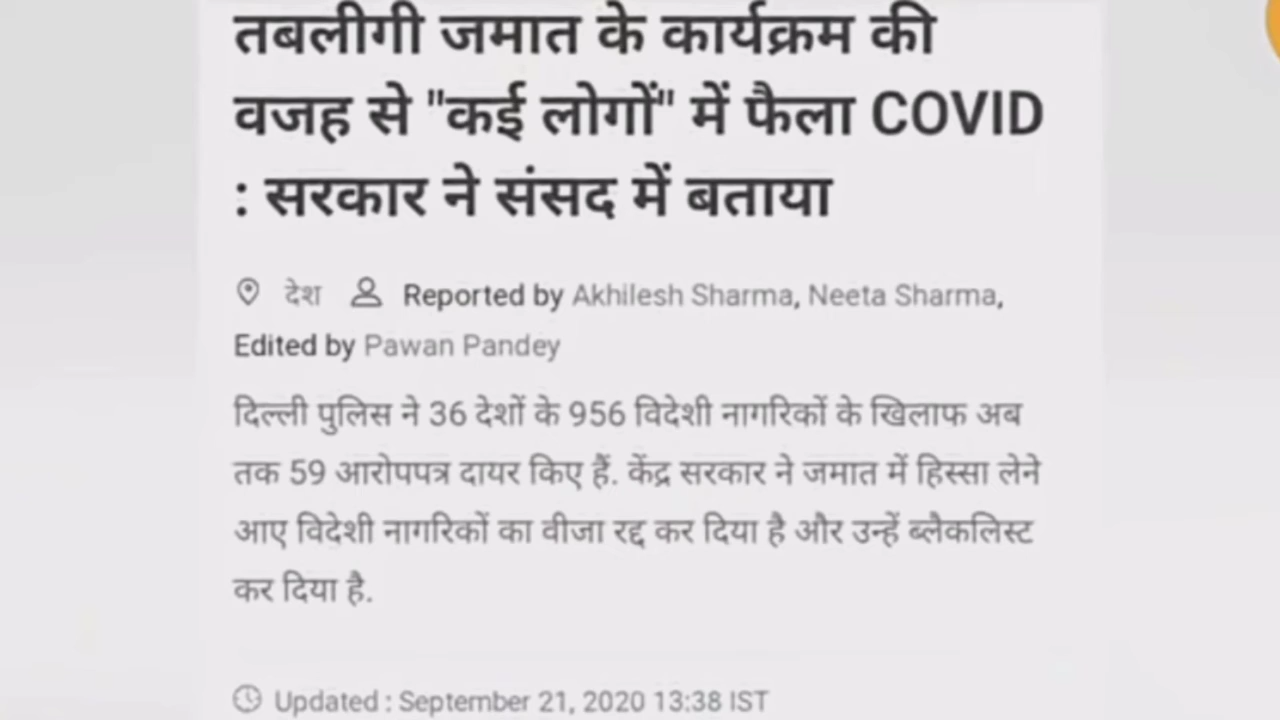 तबलीगी जमात के कार्यक्रम की
वजह से "कई लोगों" में फैला COVID
: सरकार ने संसद में बताया
देश Reported by Akhilesh Sharma, Neeta Sharma,
Edited by Pawan Pandey
दिल्ली पुलिस ने 36 देशों के 956 विदेशी नागरिकों के खिलाफ अब
तक 59 आरोपपत्र दायर किए हैं. केंद्र सरकार ने जमात में हिस्सा लेने
आए विदेशी नागरिकों का वीजा रद्द कर दिया है और उन्हें ब्लैकलिस्ट
कर दिया है.
Updated : September 21, 2020 13:38 IST